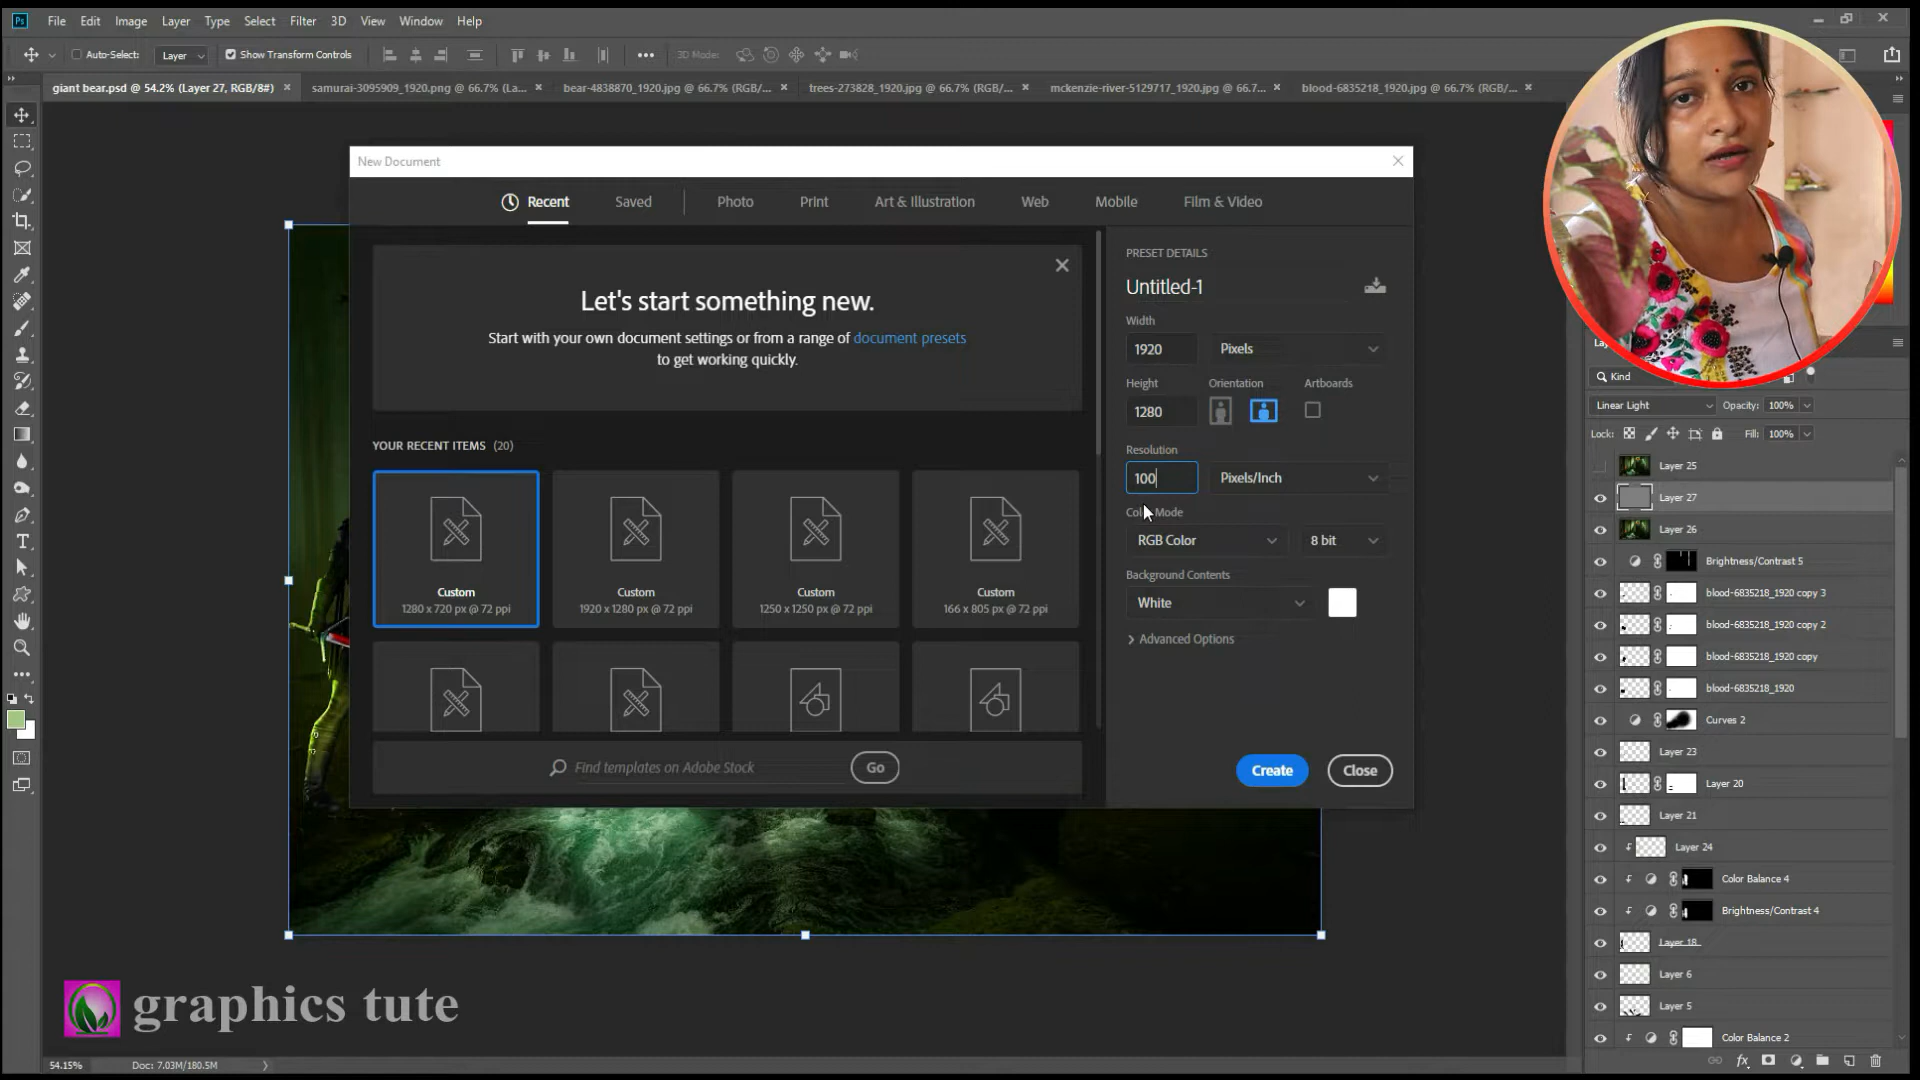 Ps File Edit Image Layer Type Select Filter 3D View Window Help
Auto-Select: Layer Show Transform Controls 3D Mode:
giant bear.psd @ 54.2% (Layer 27, RGB/8#) samurai-3095909_1920.png @ 66.7% (La... bear-4838870_1920.jpg @ 66.7% (RGB/... trees-273828_1920.jpg @ 66.7% (RGB/... mckenzie-river-5129717_1920.jpg @ 66.7... blood-6835218_1920.jpg @ 66.7% (RGB/...
New Document
Recent Saved Photo Print Art & Illustration Web Mobile Film & Video
Let's start something new.
Start with your own document settings or from a range of document presets
to get working quickly.
YOUR RECENT ITEMS (20)
Custom Custom Custom Custom
1280 x 720 px @ 72 ppi 1920 x 1280 px @ 72 ppi 1250 x 1250 px @ 72 ppi 166 x 805 px @ 72 ppi
Find templates on Adobe Stock Go
PRESET DETAILS
Untitled-1
Width
1920 Pixels
Height Orientation Artboards
1280
Resolution
100 Pixels/Inch
Color Mode
RGB Color 8 bit
Background Contents
White
Advanced Options
Create Close
Kind
Linear Light Opacity: 100%
Lock: Fill: 100%
Layer 25
Layer 27
Layer 26
Brightness/Contrast 5
blood-6835218_1920 copy 3
blood-6835218_1920 copy 2
blood-6835218_1920 copy
blood-6835218_1920
Curves 2
Layer 23
Layer 20
Layer 21
Layer 24
Color Balance 4
Brightness/Contrast 4
Layer 18
Layer 6
Layer 5
Color Balance 2
fx
graphics tute
54.15% Doc: 7.03M/180.5M